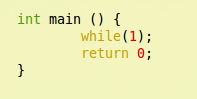 int main () {
        while(1);
        return 0;
}